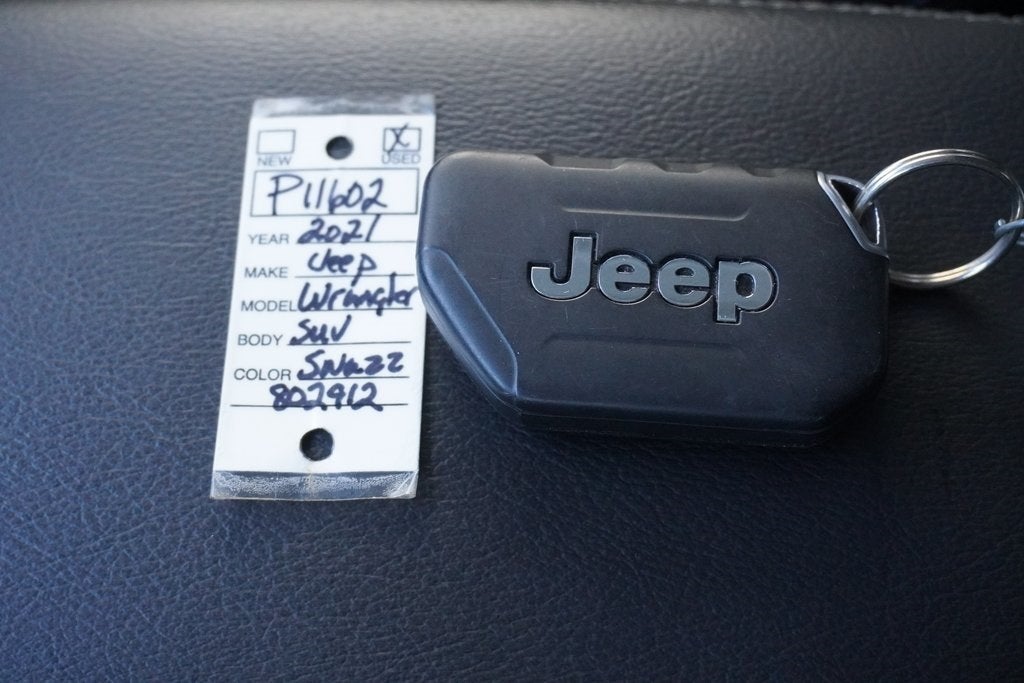 X
NEW USED
P11602
YEAR 2021
MAKE Jeep
MODEL Wrangler
BODY SUV
COLOR Snazz
802912
Jeep